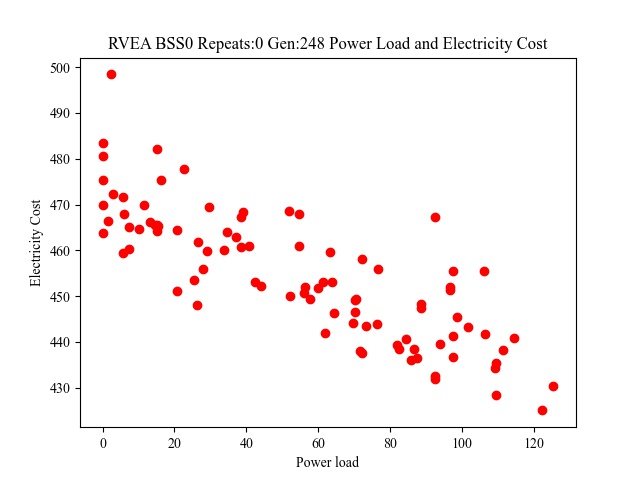 RVEA BSS0 Repeats:0 Gen:248 Power Load and Electricity Cost
500
490
480
470
460
450
440
430
Electricity Cost
0 20 40 60 80 100 120
Power load